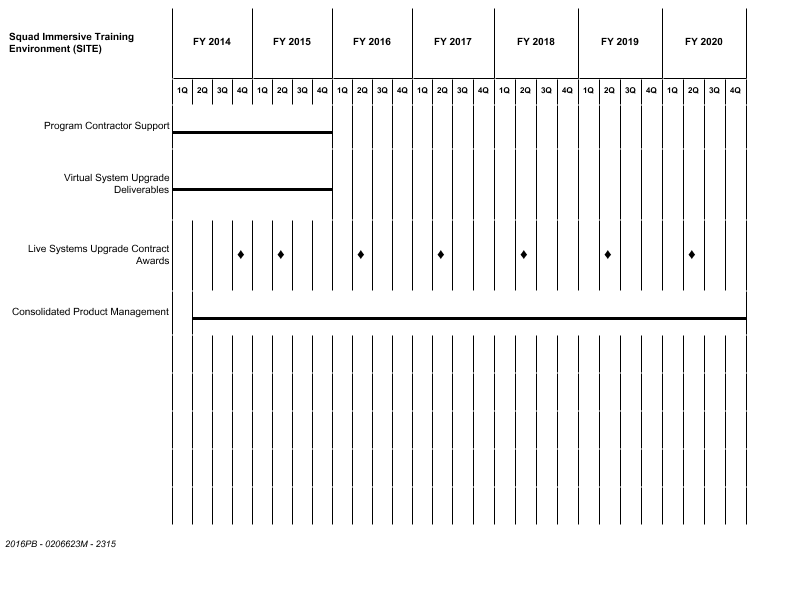 Squad Immersive Training
Environment (SITE)
FY 2014 FY 2015 FY 2016 FY 2017 FY 2018 FY 2019 FY 2020
1Q 2Q 3Q 4Q 1Q 2Q 3Q 4Q 1Q 2Q 3Q 4Q 1Q 2Q 3Q 4Q 1Q 2Q 3Q 4Q 1Q 2Q 3Q 4Q 1Q 2Q 3Q 4Q
Program Contractor Support
Virtual System Upgrade
Deliverables
Live Systems Upgrade Contract
Awards
Consolidated Product Management
2016PB - 0206623M - 2315